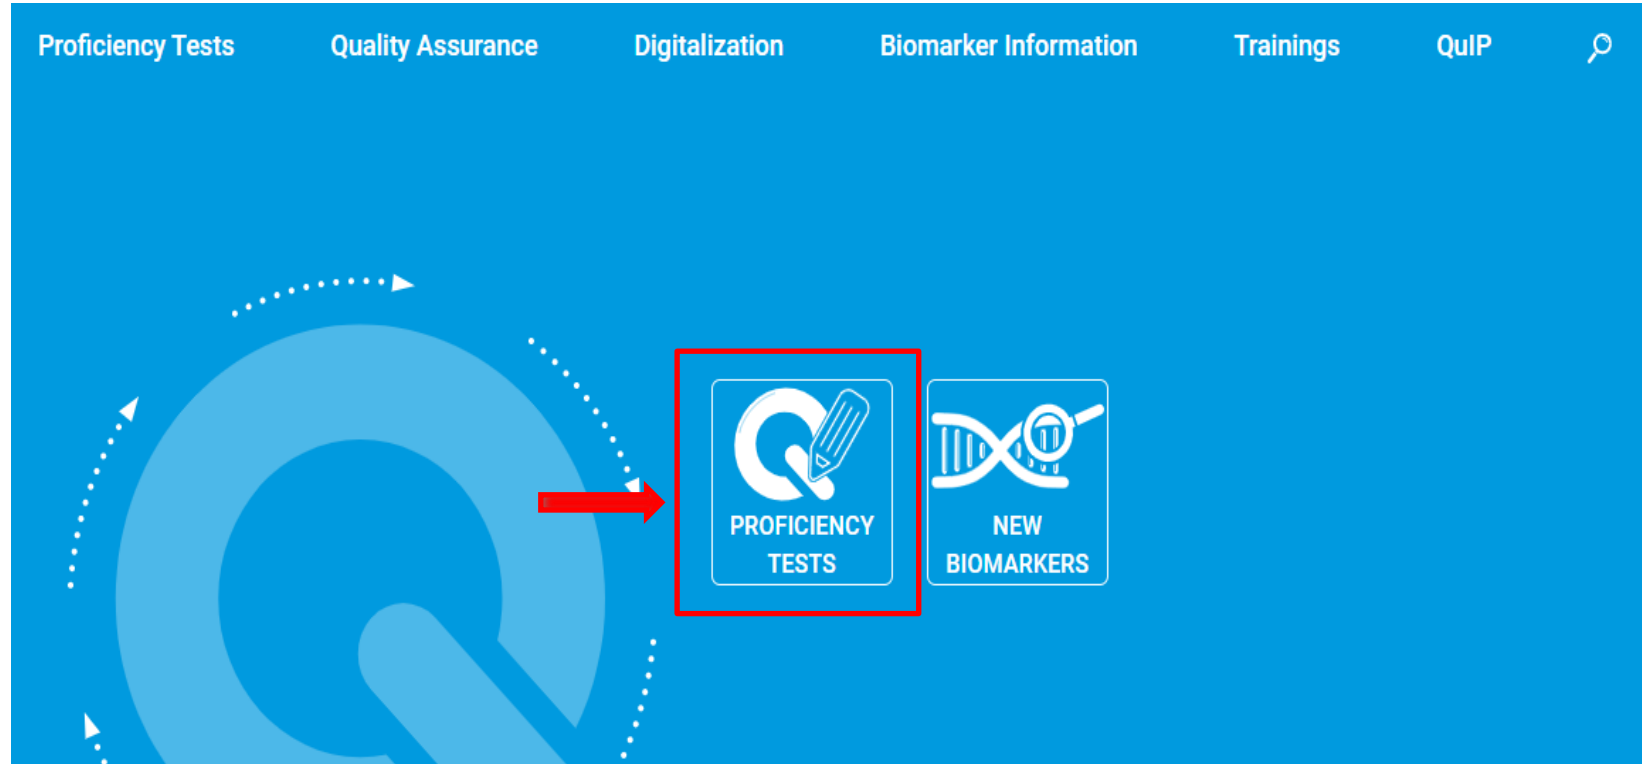 Proficiency Tests Quality Assurance Digitalization Biomarker Information Trainings QuIP
PROFICIENCY
TESTS
NEW
BIOMARKERS